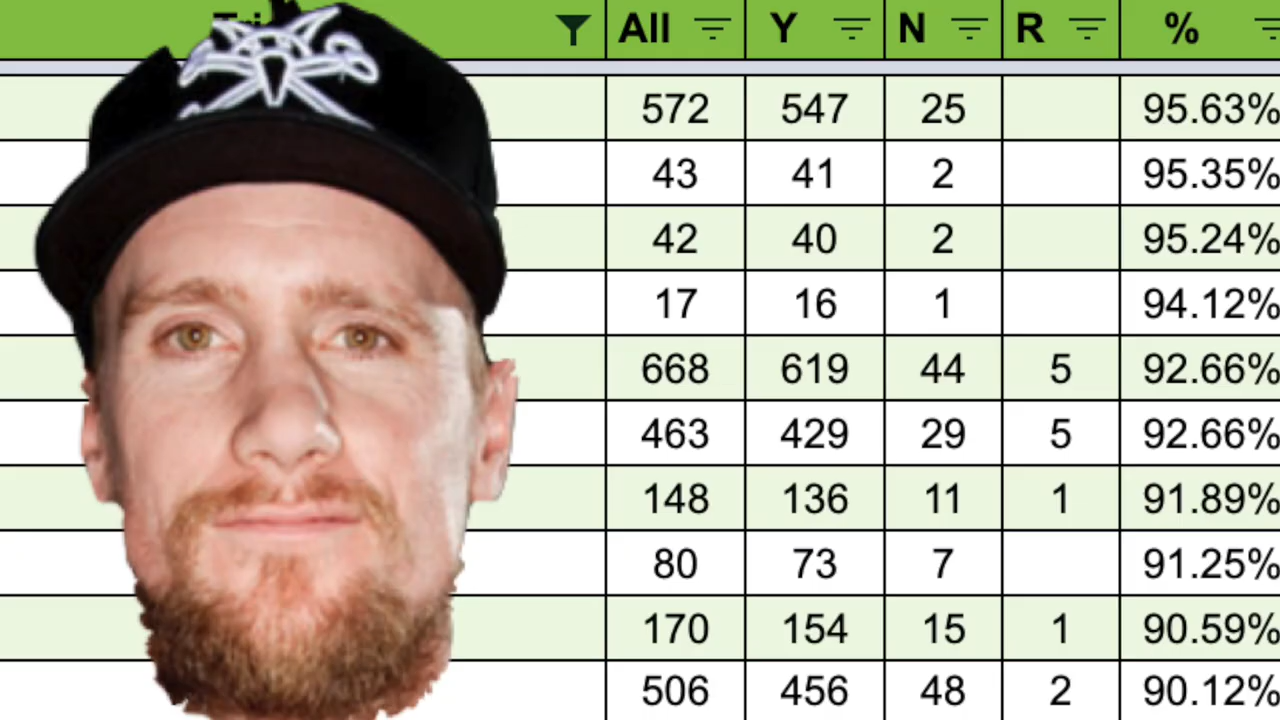 All Y N R %
572 547 25 95.63%
43 41 2 95.35%
42 40 2 95.24%
17 16 1 94.12%
668 619 44 5 92.66%
463 429 29 5 92.66%
148 136 11 1 91.89%
80 73 7 91.25%
170 154 15 1 90.59%
506 456 48 2 90.12%